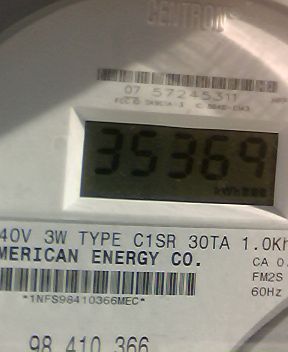 CENTRON
07 57245311
35369
kWh
40V 3W TYPE C1SR 30TA 1.0Kh
MERICAN ENERGY CO.
CA 0.
FM2S
60Hz
*1NFS98410366MEC*
98 410 366